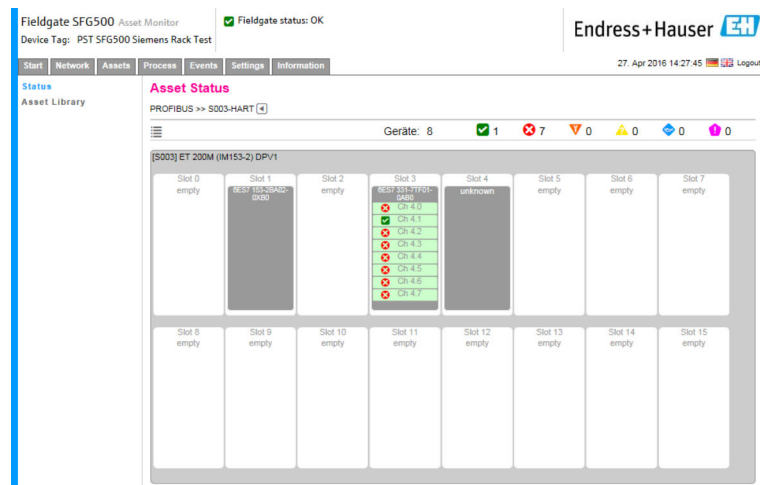 Fieldgate SFG500 Asset Monitor
Fieldgate status: OK
Device Tag: PST SFG500 Siemens Rack Test
Endress+Hauser EH
Start Network Assets Process Events Settings Information
27. Apr 2016 14:27:45 Logout
Status
Asset Library
Asset Status
PROFIBUS >> S003-HART
Geräte: 8 1 7 0 0 0 0
[S003] ET 200M (IM153-2) DPV1
Slot 0
empty
Slot 1
6ES7 153-2BA02-
0XB0
Slot 2
empty
Slot 3
6ES7 331-7TF01-
0AB0
Ch 4.0
Ch 4.1
Ch 4.2
Ch 4.3
Ch 4.4
Ch 4.5
Ch 4.6
Ch 4.7
Slot 4
unknown
Slot 5
empty
Slot 6
empty
Slot 7
empty
Slot 8
empty
Slot 9
empty
Slot 10
empty
Slot 11
empty
Slot 12
empty
Slot 13
empty
Slot 14
empty
Slot 15
empty